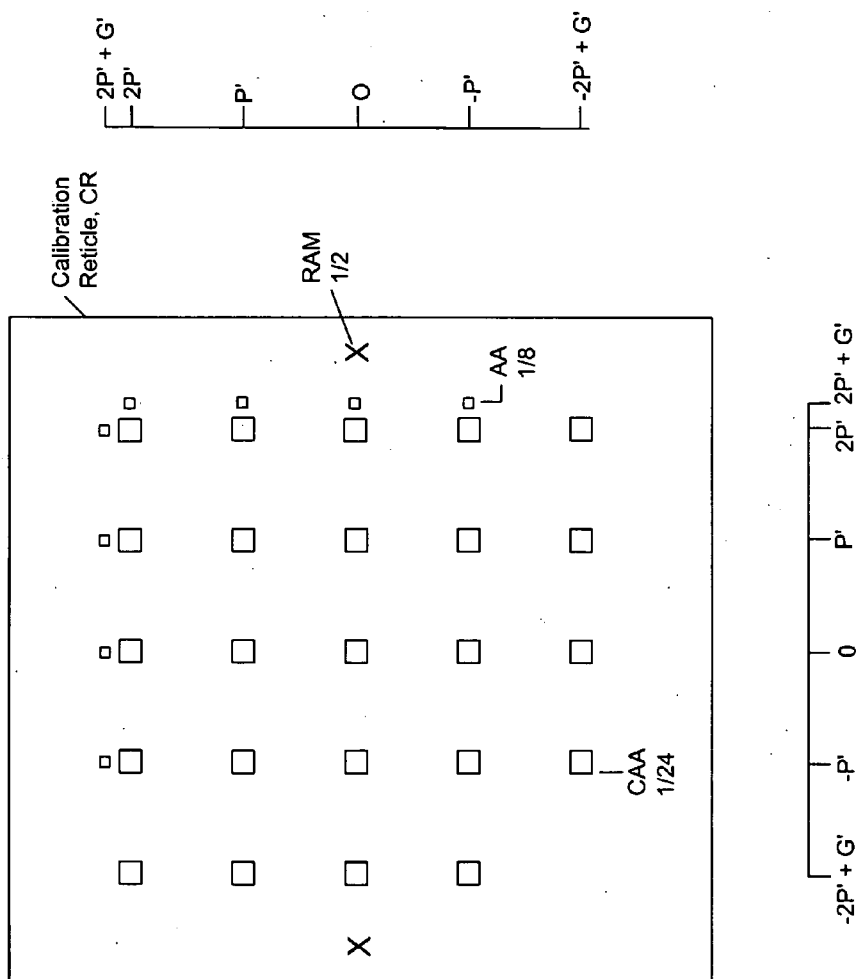 2P' + G'
2P'
P'
O
-P'
-2P' + G'
Calibration
Reticle, CR
RAM
1/2
X
AA
1/8
X
CAA
1/24
-2P' + G'
-P'
0
P'
2P'
2P' + G'